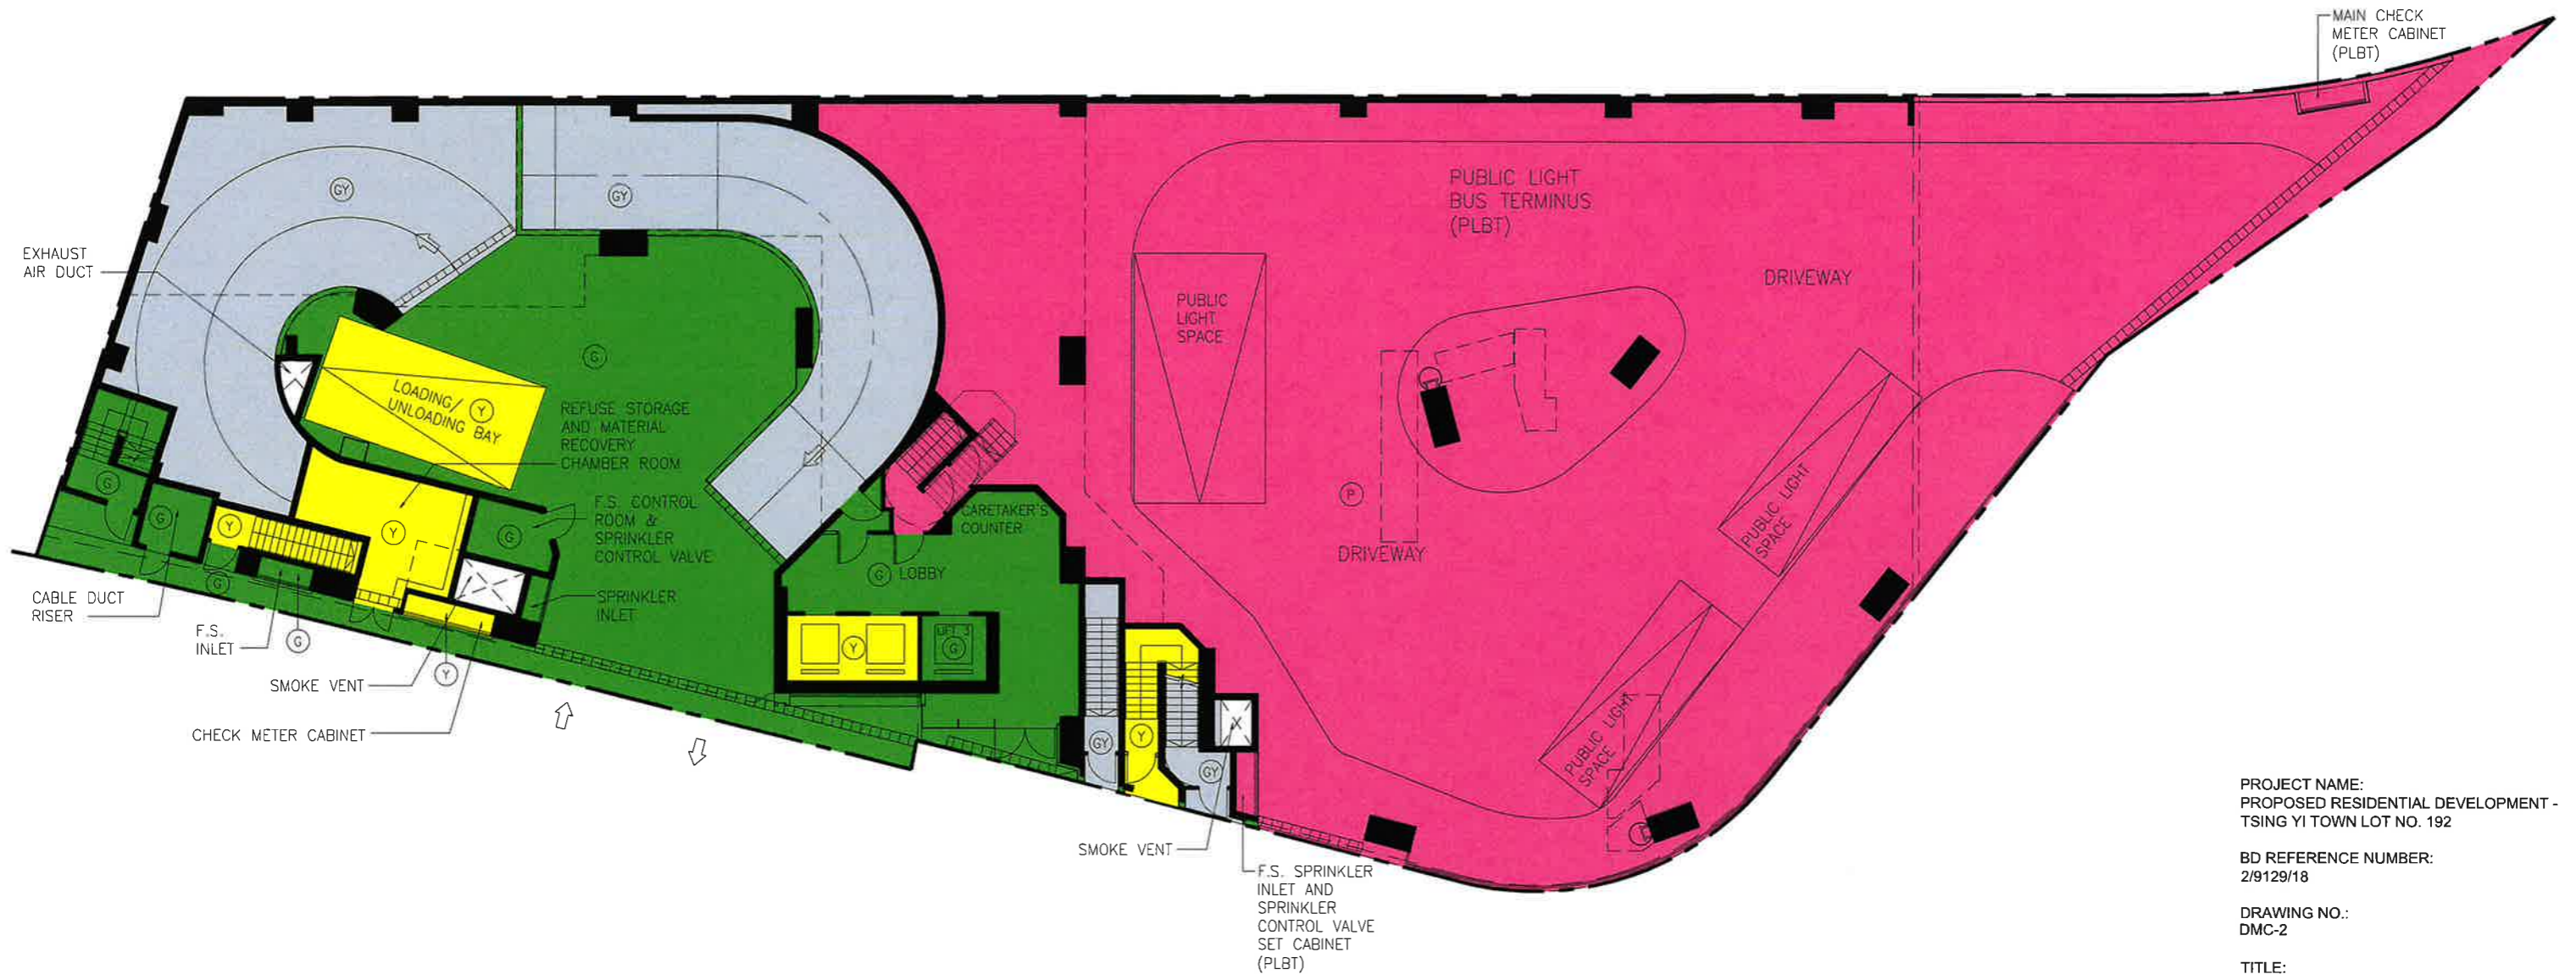 MAIN CHECK
METER CABINET
(PLBT)
GY
GY
PUBLIC LIGHT
BUS TERMINUS
(PLBT)
EXHAUST
AIR DUCT
DRIVEWAY
PUBLIC
LIGHT
SPACE
G
LOADING/
UNLOADING BAY
Y
REFUSE STORAGE
AND MATERIAL
RECOVERY
CHAMBER ROOM
G
G
Y
Y
F.S. CONTROL
ROOM &
SPRINKLER
CONTROL VALVE
G
CARETAKER'S
COUNTER
P
DRIVEWAY
PUBLIC LIGHT
SPACE
G
G LOBBY
CABLE DUCT
RISER
SPRINKLER
INLET
F.S.
INLET
G
Y
Y
LIFT 3
G
SMOKE VENT
CHECK METER CABINET
GY
Y
GY
PUBLIC LIGHT
SPACE
SMOKE VENT
F.S. SPRINKLER
INLET AND
SPRINKLER
CONTROL VALVE
SET CABINET
(PLBT)
PROJECT NAME:
PROPOSED RESIDENTIAL DEVELOPMENT -
TSING YI TOWN LOT NO. 192
BD REFERENCE NUMBER:
2/9129/18
DRAWING NO.:
DMC-2
TITLE: